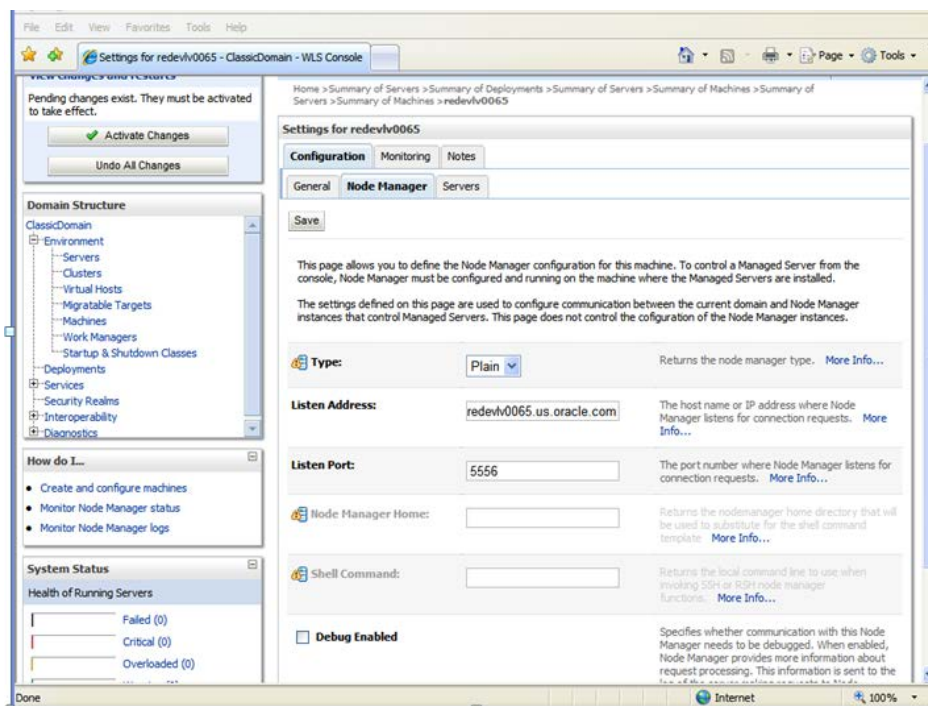 File Edit View Favorites Tools Help
Settings for redevlv0065 - ClassicDomain - WLS Console
Page Tools
View changes and restarts
Pending changes exist. They must be activated
to take effect.
Activate Changes
Undo All Changes
Domain Structure
ClassicDomain
Environment
Servers
Clusters
Virtual Hosts
Migratable Targets
Machines
Work Managers
Startup & Shutdown Classes
Deployments
Services
Security Realms
Interoperability
Diagnostics
How do I...
Create and configure machines
Monitor Node Manager status
Monitor Node Manager logs
System Status
Health of Running Servers
Failed (0)
Critical (0)
Overloaded (0)
Home >Summary of Servers >Summary of Deployments >Summary of Servers >Summary of Machines >Summary of
Servers >Summary of Machines >redevlv0065
Settings for redevlv0065
Configuration Monitoring Notes
General Node Manager Servers
Save
This page allows you to define the Node Manager configuration for this machine. To control a Managed Server from the
console, Node Manager must be configured and running on the machine where the Managed Servers are installed.
The settings defined on this page are used to configure communication between the current domain and Node Manager
instances that control Managed Servers. This page does not control the cofiguration of the Node Manager instances.
Type: Plain
Returns the node manager type. More Info...
Listen Address: redevlv0065.us.oracle.com
The host name or IP address where Node
Manager listens for connection requests. More
Info...
Listen Port: 5556
The port number where Node Manager listens for
connection requests. More Info...
Node Manager Home:
Returns the nodemanager home directory that will
be used to substitute for the shell command
template More Info...
Shell Command:
Returns the local command line to use when
invoking SSH or RSH node manager
functions. More Info...
Debug Enabled
Specifies whether communication with this Node
Manager needs to be debugged. When enabled,
Node Manager provides more information about
request processing. This information is sent to the
Done Internet 100%